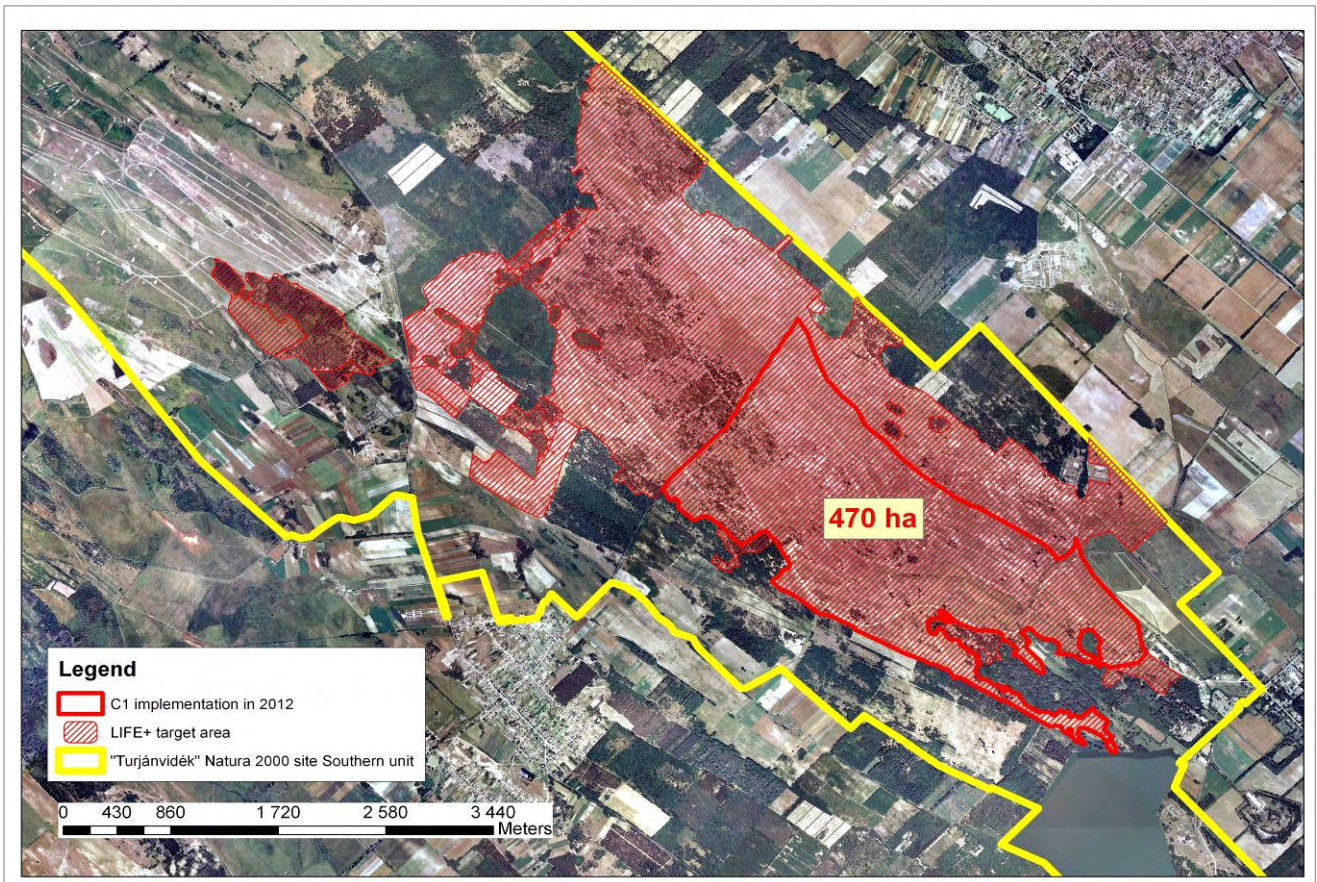 470 ha
Legend
C1 implementation in 2012
LIFE+ target area
"Turjánvidék" Natura 2000 site Southern unit
0 430 860 1 720 2 580 3 440
Meters